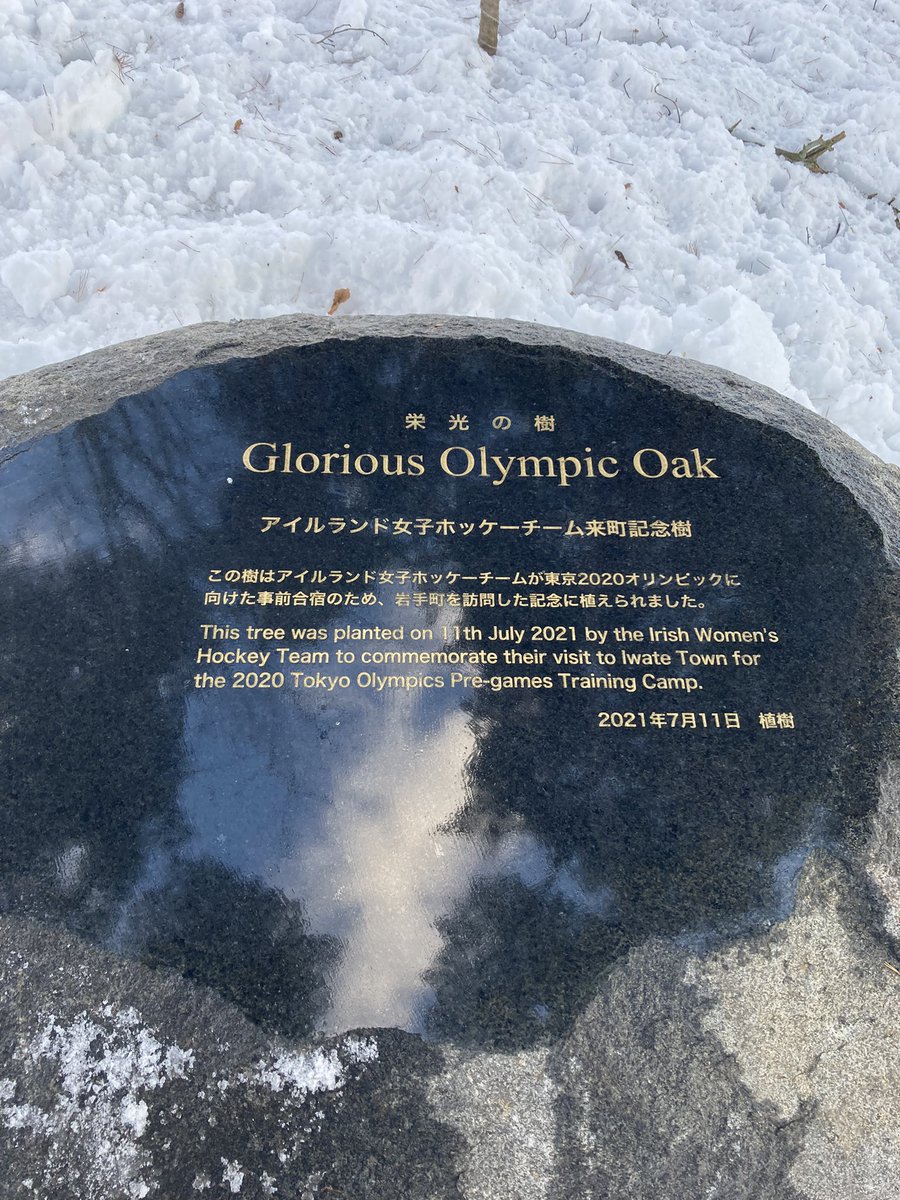 栄光の樹
Glorious Olympic Oak
アイルランド女子ホッケーチーム来町記念樹
この樹はアイルランド女子ホッケーチームが東京2020オリンピックに
向けた事前合宿のため、岩手町を訪問した記念に植えられました。
This tree was planted on 11th July 2021 by the Irish Women's
Hockey Team to commemorate their visit to Iwate Town for
the 2020 Tokyo Olympics Pre-games Training Camp.
2021年7月11日　植樹